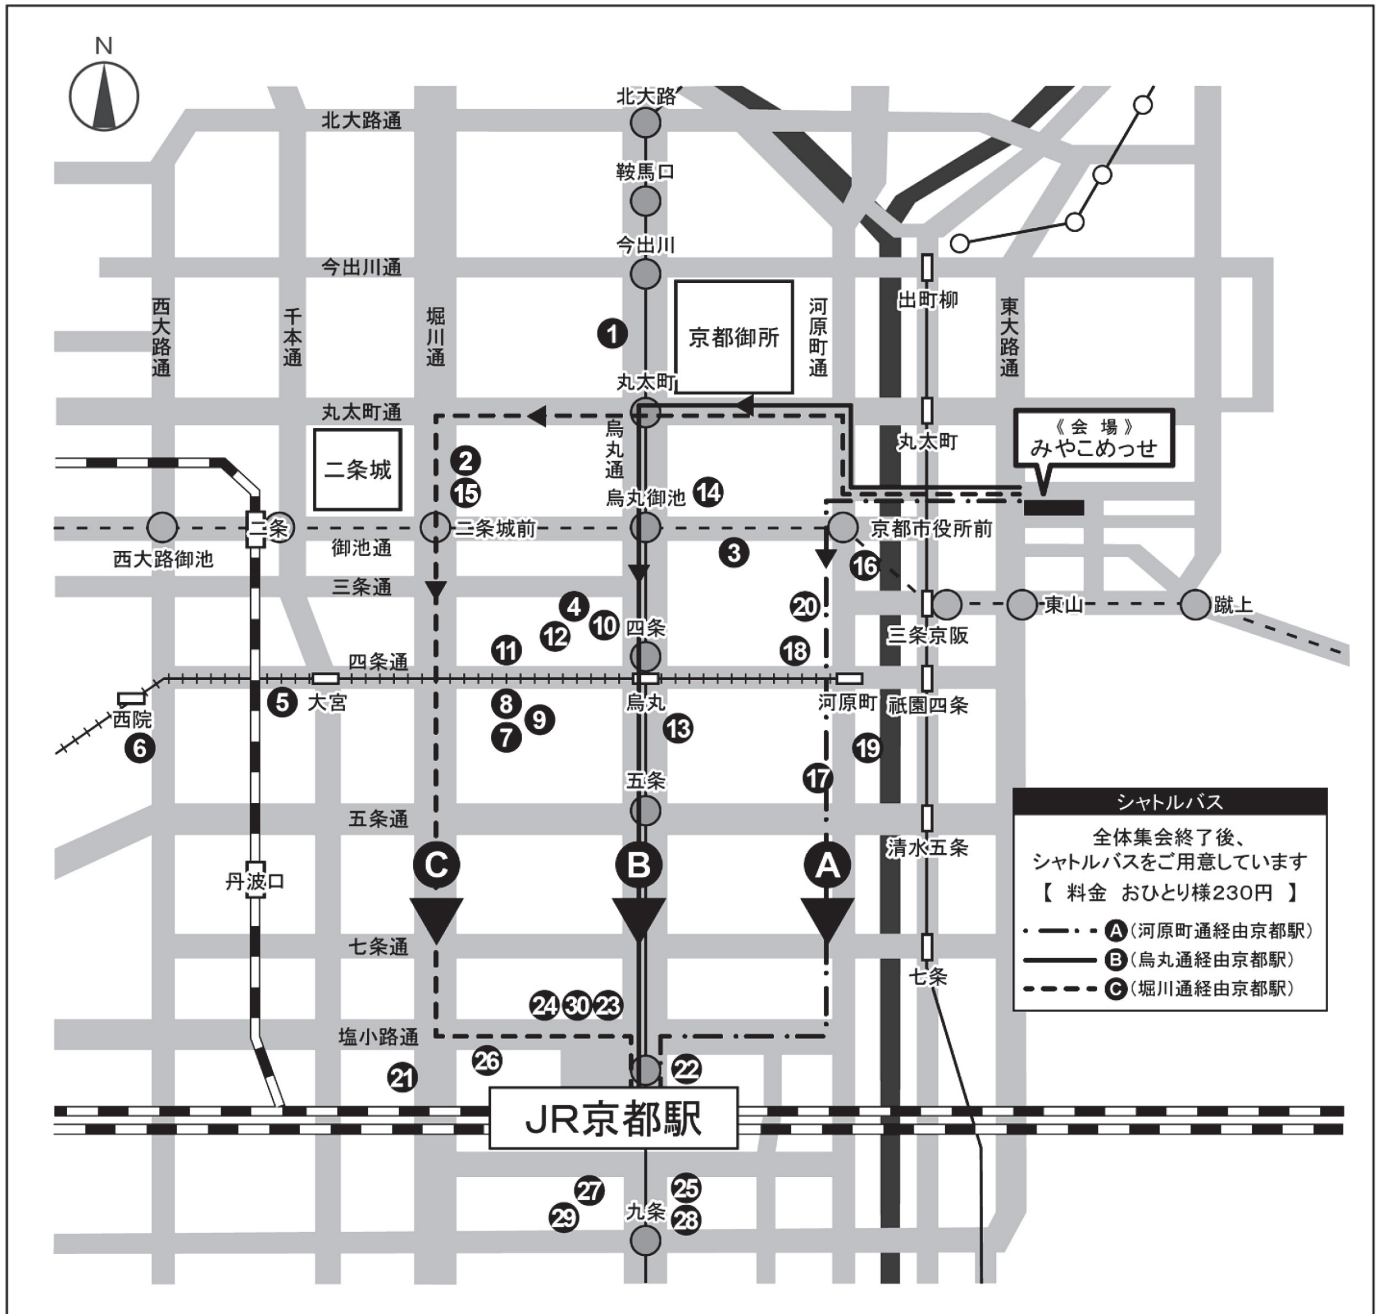 N
北大路
北大路通
鞍馬口
今出川
今出川通
出町柳
西大路通
千本通
堀川通
1
京都御所
河原町通
東大路通
丸太町
丸太町通
烏丸通
丸太町
《会場》
みやこめっせ
二条城
2
15
烏丸御池
14
二条
二条城前
京都市役所前
西大路御池
御池通
3
16
三条通
4
10
12
四条
20
三条京阪
東山
蹴上
11
18
四条通
5
大宮
8
9
7
烏丸
13
河原町
祇園四条
西院
6
19
17
五条
五条通
清水五条
シャトルバス
全体集会終了後、
シャトルバスをご用意しています
【 料金 おひとり様230円 】
A(河原町通経由京都駅)
B(烏丸通経由京都駅)
C(堀川通経由京都駅)
C
B
A
丹波口
七条通
七条
24
30
23
塩小路通
26
21
22
JR京都駅
27
25
29
九条
28